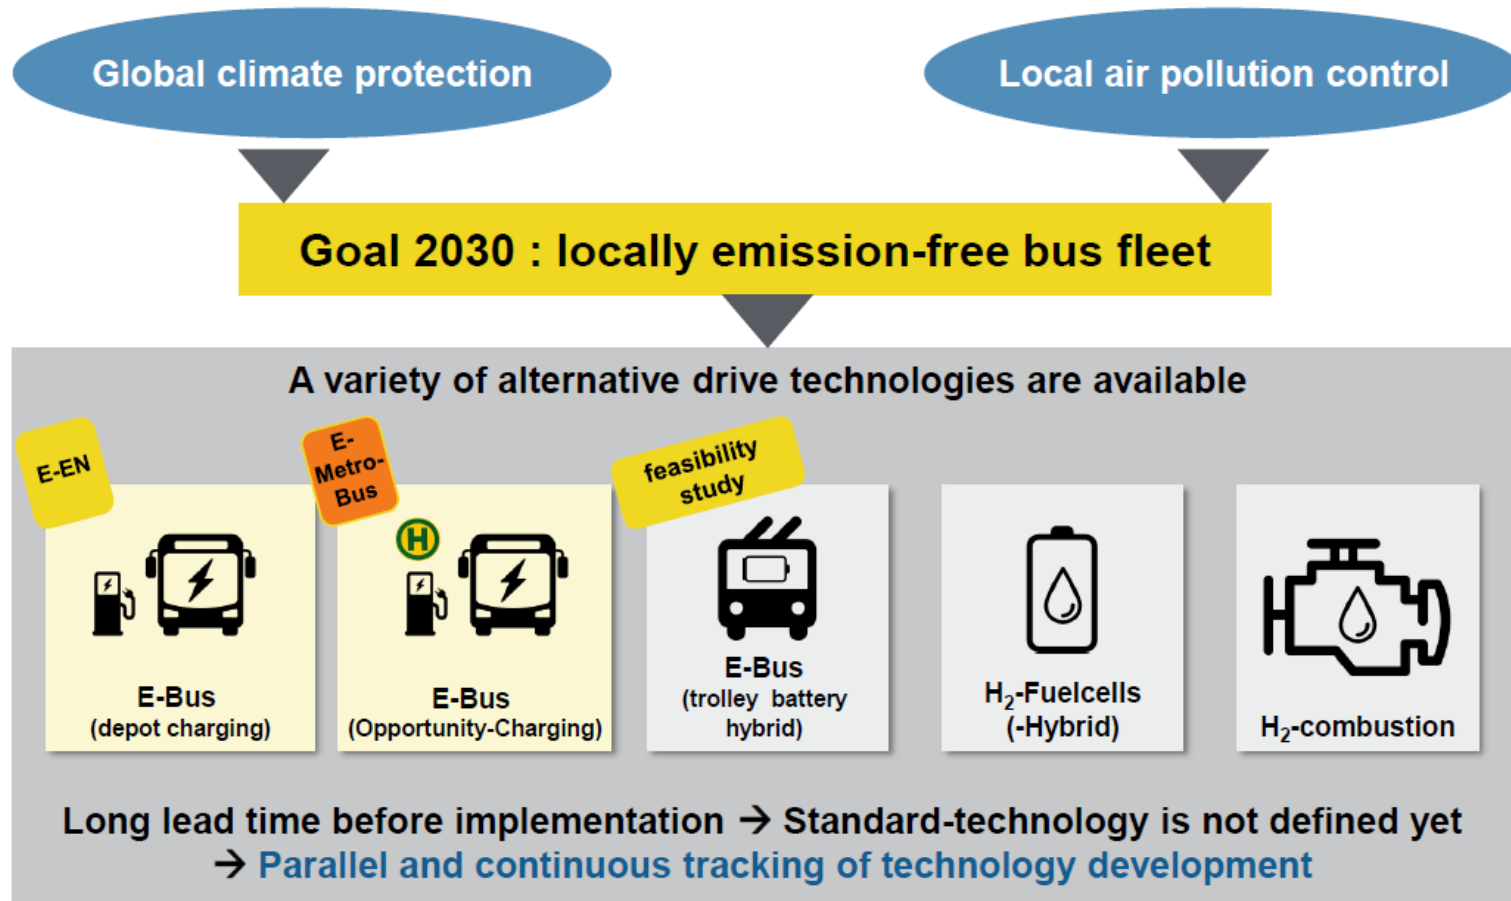 Global climate protection
Local air pollution control
Goal 2030 : locally emission-free bus fleet
A variety of alternative drive technologies are available
E-EN
E-
Metro-
Bus
feasibility
study
H
E-Bus
(depot charging)
E-Bus
(Opportunity-Charging)
E-Bus
(trolley battery
hybrid)
H₂-Fuelcells
(-Hybrid)
H₂-combustion
Long lead time before implementation → Standard-technology is not defined yet
→ Parallel and continuous tracking of technology development